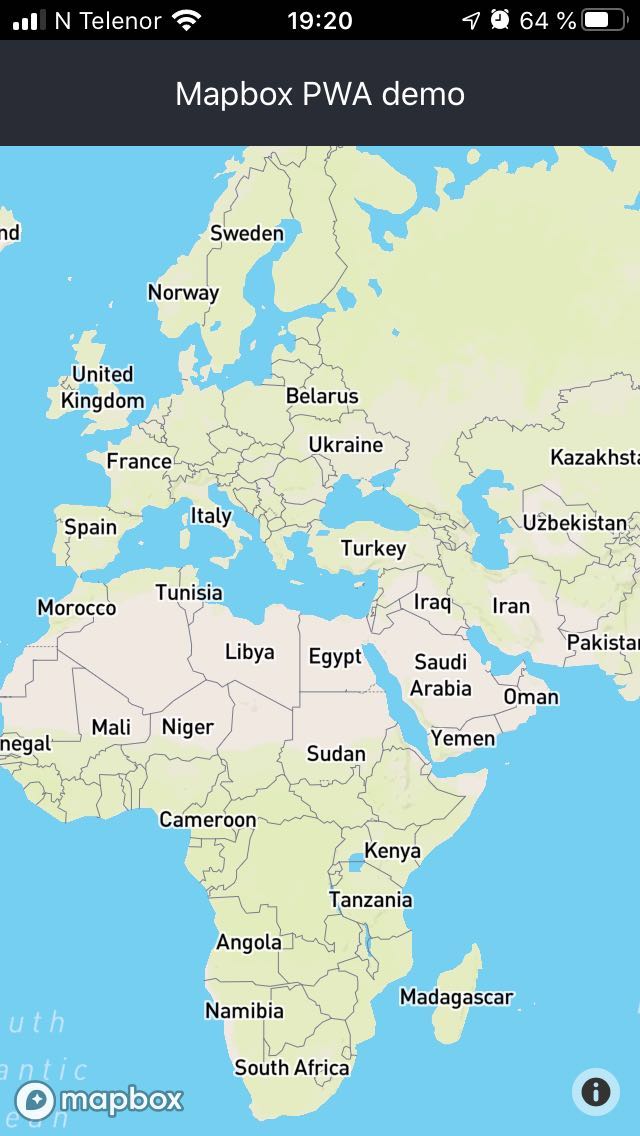 N Telenor 19:20 64 %
Mapbox PWA demo
nd
Sweden
Norway
United
Kingdom
Belarus
Ukraine
France
Kazakhsta
Spain
Italy
Uzbekistan
Turkey
Tunisia
Morocco
Iraq
Iran
Libya
Egypt
Pakistan
Saudi
Arabia
Oman
Mali
Niger
negal
Yemen
Sudan
Cameroon
Kenya
Tanzania
Angola
Madagascar
Namibia
uth
antic
ean
South Africa
mapbox
i